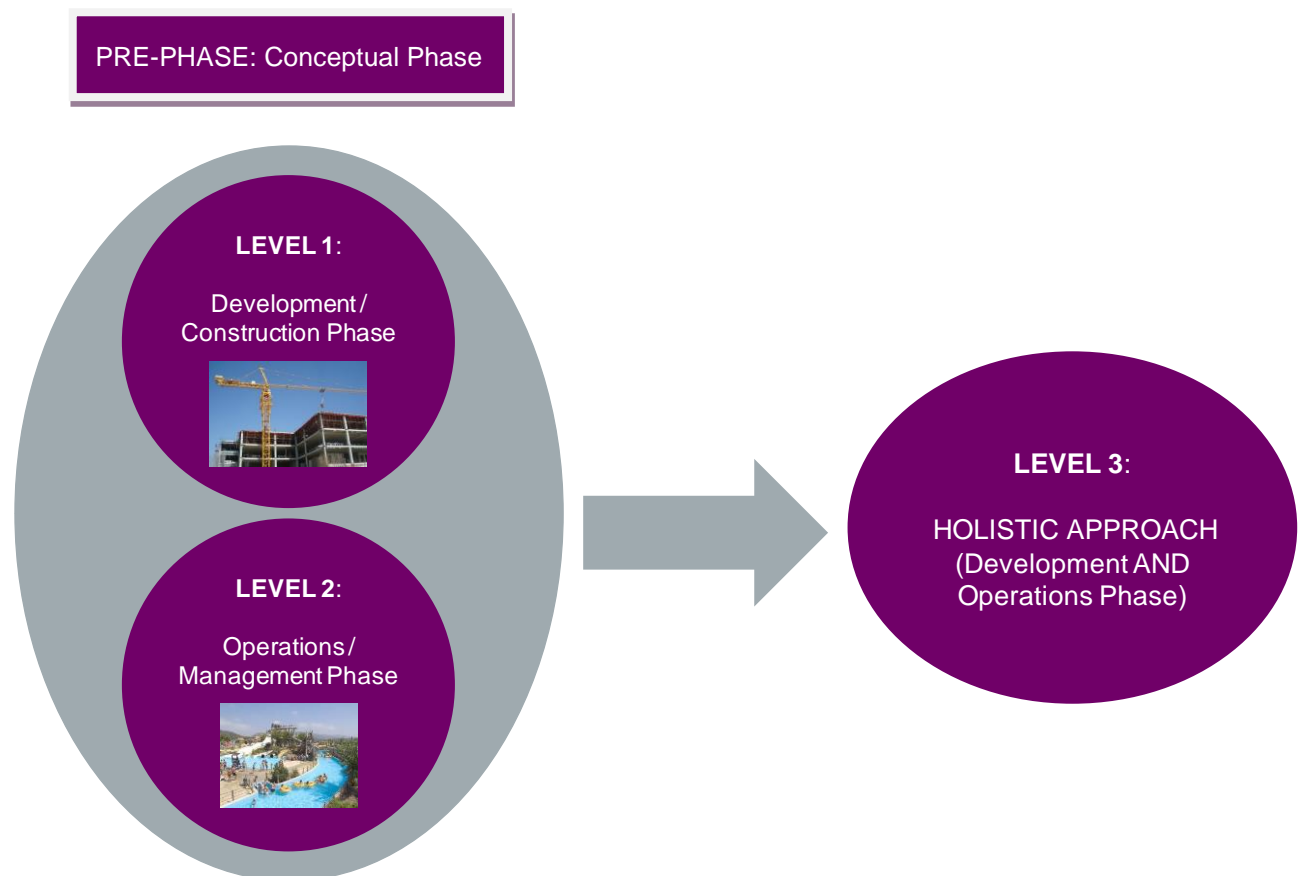 PRE-PHASE: Conceptual Phase
LEVEL 1:
Development /
Construction Phase
LEVEL 2:
Operations /
Management Phase
LEVEL 3:
HOLISTIC APPROACH
(Development AND
Operations Phase)